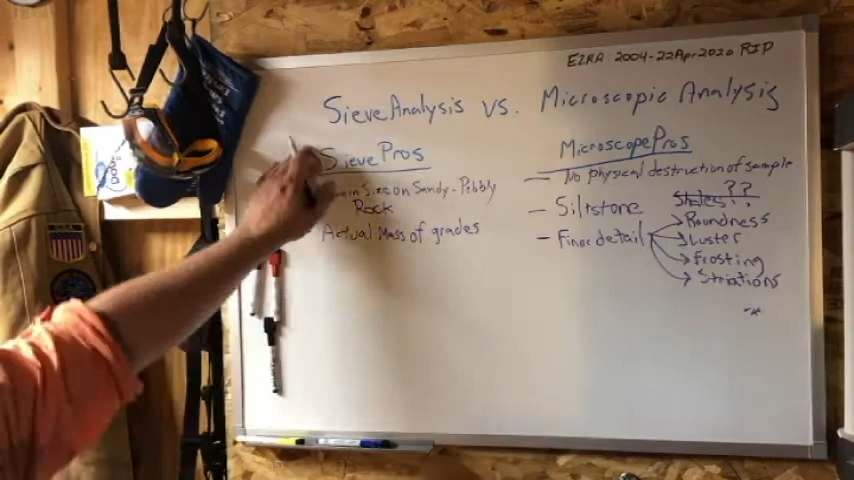 EZRA: 2004-22Apr2020 RIP
Sieve Analysis vs. Microscopic Analysis
Sieve Pros
Size on Sandy-Pebbly
Rock
Actual Mass of grades
Microscope Pros
- No physical destruction of sample
- Siltstone
- Finer detail
??
Roundness
Luster
Frosting
Striations